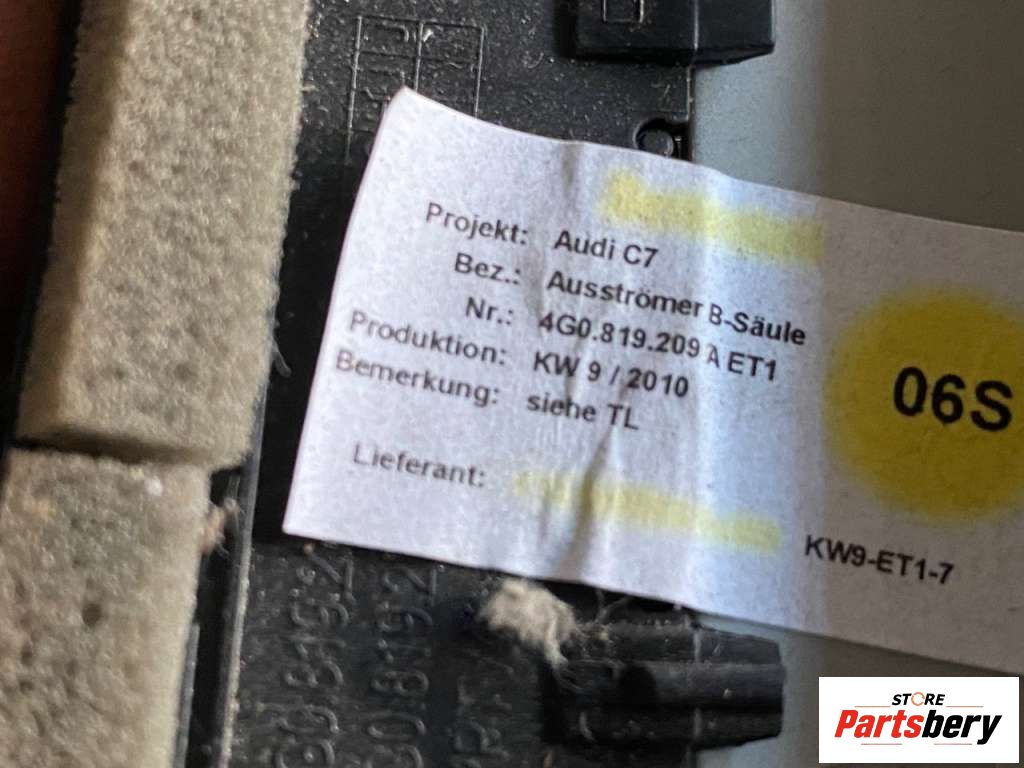 Projekt: Audi C7
Bez.: Ausströmer B-Säule
Nr.: 4G0.819.209 A ET1
Produktion: KW 9 / 2010
Bemerkung: siehe TL
Lieferant:
06S
KW9-ET1-7
STORE
Partsbery